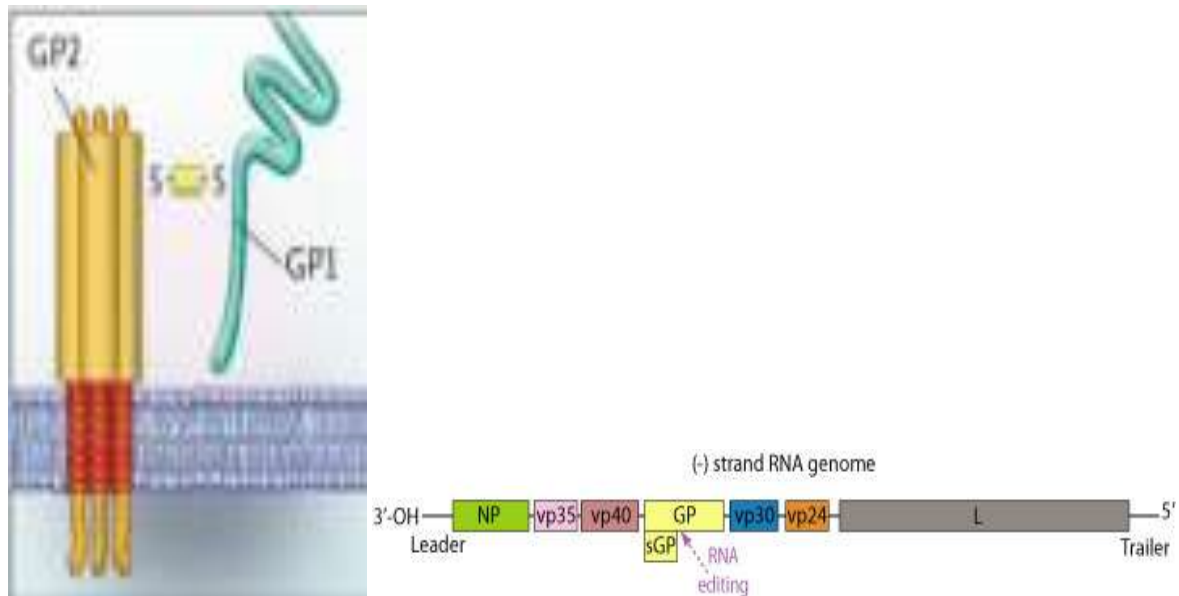 GP2
S S
GP1
(-) strand RNA genome
3'-OH NP vp35 vp40 GP vp30 vp24 L 5'
Leader sGP RNA Trailer
editing